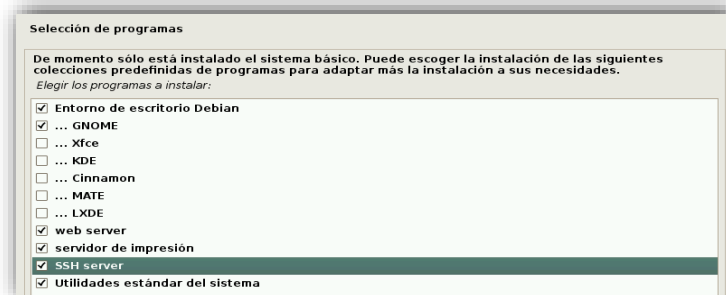 Selección de programas
De momento sólo está instalado el sistema básico. Puede escoger la instalación de las siguientes
colecciones predefinidas de programas para adaptar más la instalación a sus necesidades.
Elegir los programas a instalar:
Entorno de escritorio Debian
... GNOME
... Xfce
... KDE
... Cinnamon
... MATE
... LXDE
web server
servidor de impresión
SSH server
Utilidades estándar del sistema